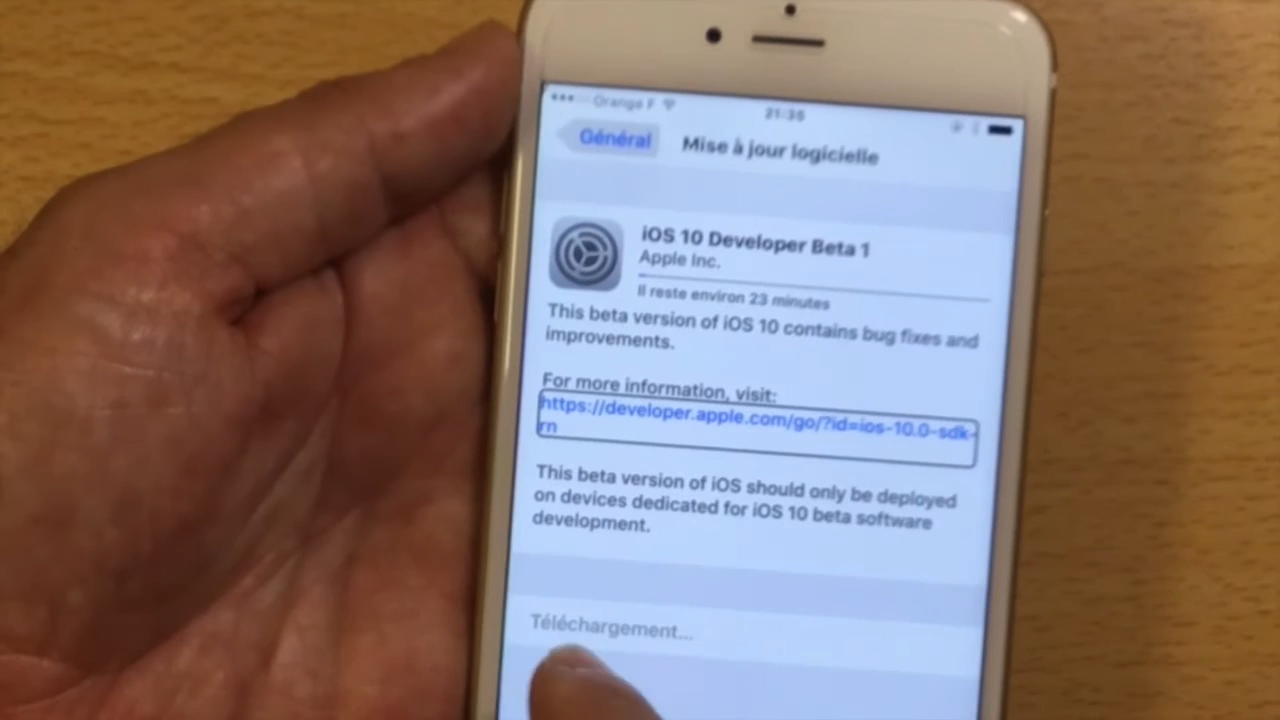 Orange F 21:35
Général Mise à jour logicielle
iOS 10 Developer Beta 1
Apple Inc.
Il reste environ 23 minutes
This beta version of iOS 10 contains bug fixes and
improvements.
For more information, visit:
https://developer.apple.com/go/?id=ios-10.0-sdk-
rn
This beta version of iOS should only be deployed
on devices dedicated for iOS 10 beta software
development.
Téléchargement...